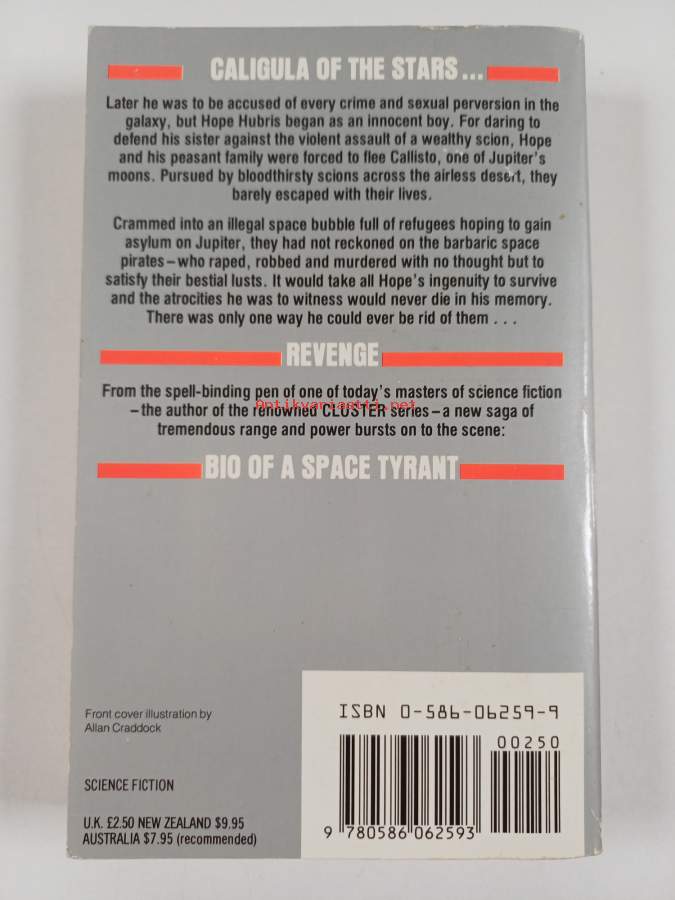 CALIGULA OF THE STARS...
Later he was to be accused of every crime and sexual perversion in the
galaxy, but Hope Hubris began as an innocent boy. For daring to
defend his sister against the violent assault of a wealthy scion, Hope
and his peasant family were forced to flee Callisto, one of Jupiter's
moons. Pursued by bloodthirsty scions across the airless desert, they
barely escaped with their lives.
Crammed into an illegal space bubble full of refugees hoping to gain
asylum on Jupiter, they had not reckoned on the barbaric space
pirates–who raped, robbed and murdered with no thought but to
satisfy their bestial lusts. It would take all Hope's ingenuity to survive
and the atrocities he was to witness would never die in his memory.
There was only one way he could ever be rid of them . . .
REVENGE
From the spell-binding pen of one of today's masters of science fiction
–the author of the renowned CLUSTER series–a new saga of
Antikvariaatti.net
tremendous range and power bursts on to the scene:
BIO OF A SPACE TYRANT
Front cover illustration by
Allan Craddock
SCIENCE FICTION
U.K. £2.50 NEW ZEALAND $9.95
AUSTRALIA $7.95 (recommended)
ISBN 0-586-06259-9
00250
9 780586 062593